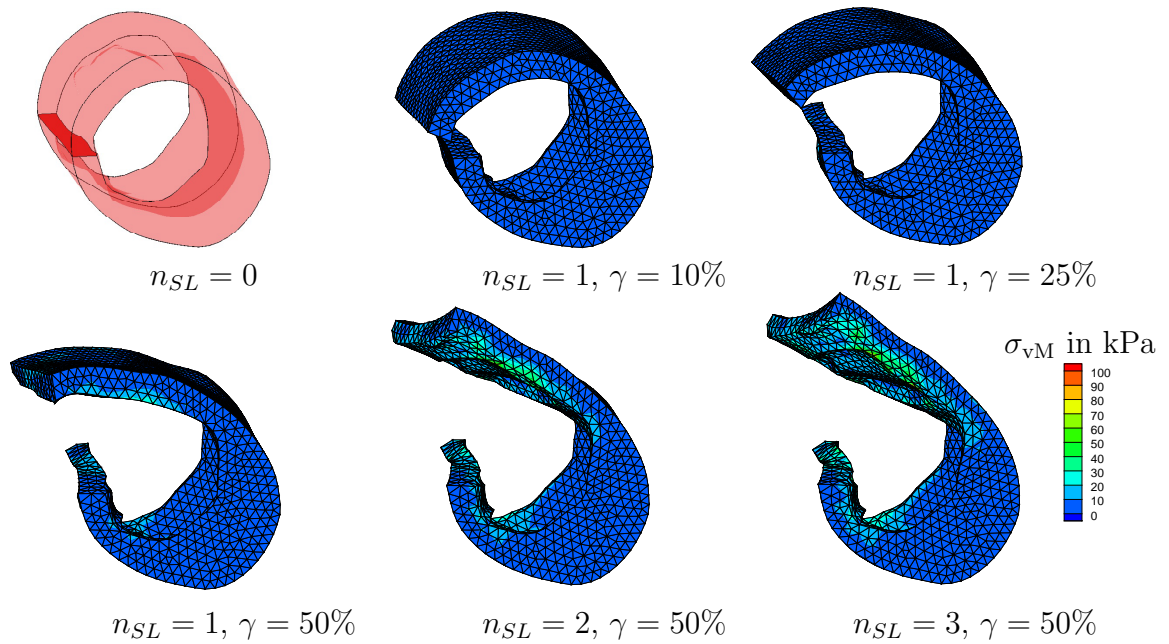 n_{SL} = 0
n_{SL} = 1, γ = 10%
n_{SL} = 1, γ = 25%
σ_{vM} in kPa
100
90
80
70
60
50
40
30
20
10
0
n_{SL} = 1, γ = 50%
n_{SL} = 2, γ = 50%
n_{SL} = 3, γ = 50%